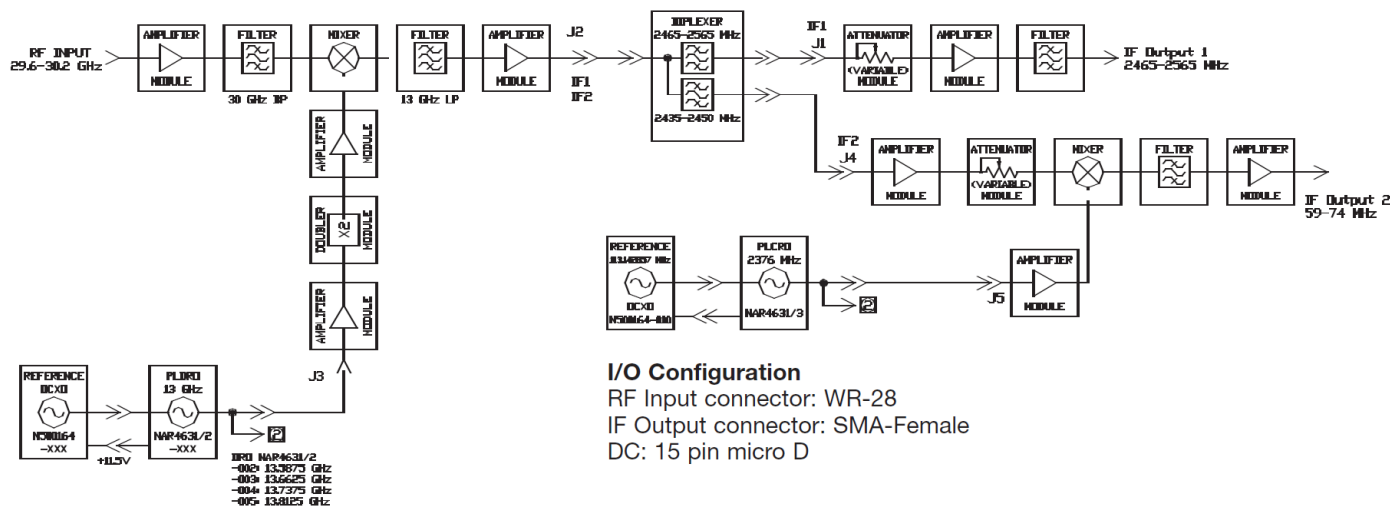 RF INPUT
29.6-30.2 GHz
AMPLIFIER
MODULE
FILTER
30 GHz BP
MIXER
FILTER
13 GHz LP
AMPLIFIER
MODULE
J2
IF1
IF2
DIPLEXER
2465-2565 MHz
2435-2450 MHz
IF1
J1
ATTENUATOR
(VARIABLE)
MODULE
AMPLIFIER
MODULE
FILTER
IF Output 1
2465-2565 MHz
IF2
J4
AMPLIFIER
MODULE
ATTENUATOR
(VARIABLE)
MODULE
MIXER
FILTER
AMPLIFIER
MODULE
IF Output 2
59-74 MHz
AMPLIFIER
MODULE
DOUBLER
X2
MODULE
AMPLIFIER
MODULE
J3
REFERENCE
OCXO
N500164
-XXX
+11.5V
PLDRO
13 GHz
NAR4631/2
-XXX
2
DRO NAR4631/2
-002: 13.5875 GHz
-003: 13.6625 GHz
-004: 13.7375 GHz
-005: 13.8125 GHz
REFERENCE
MHz
OCXO
N500164-010
PLCRO
2376 MHz
NAR4631/3
2
J5
AMPLIFIER
MODULE
I/O Configuration
RF Input connector: WR-28
IF Output connector: SMA-Female
DC: 15 pin micro D